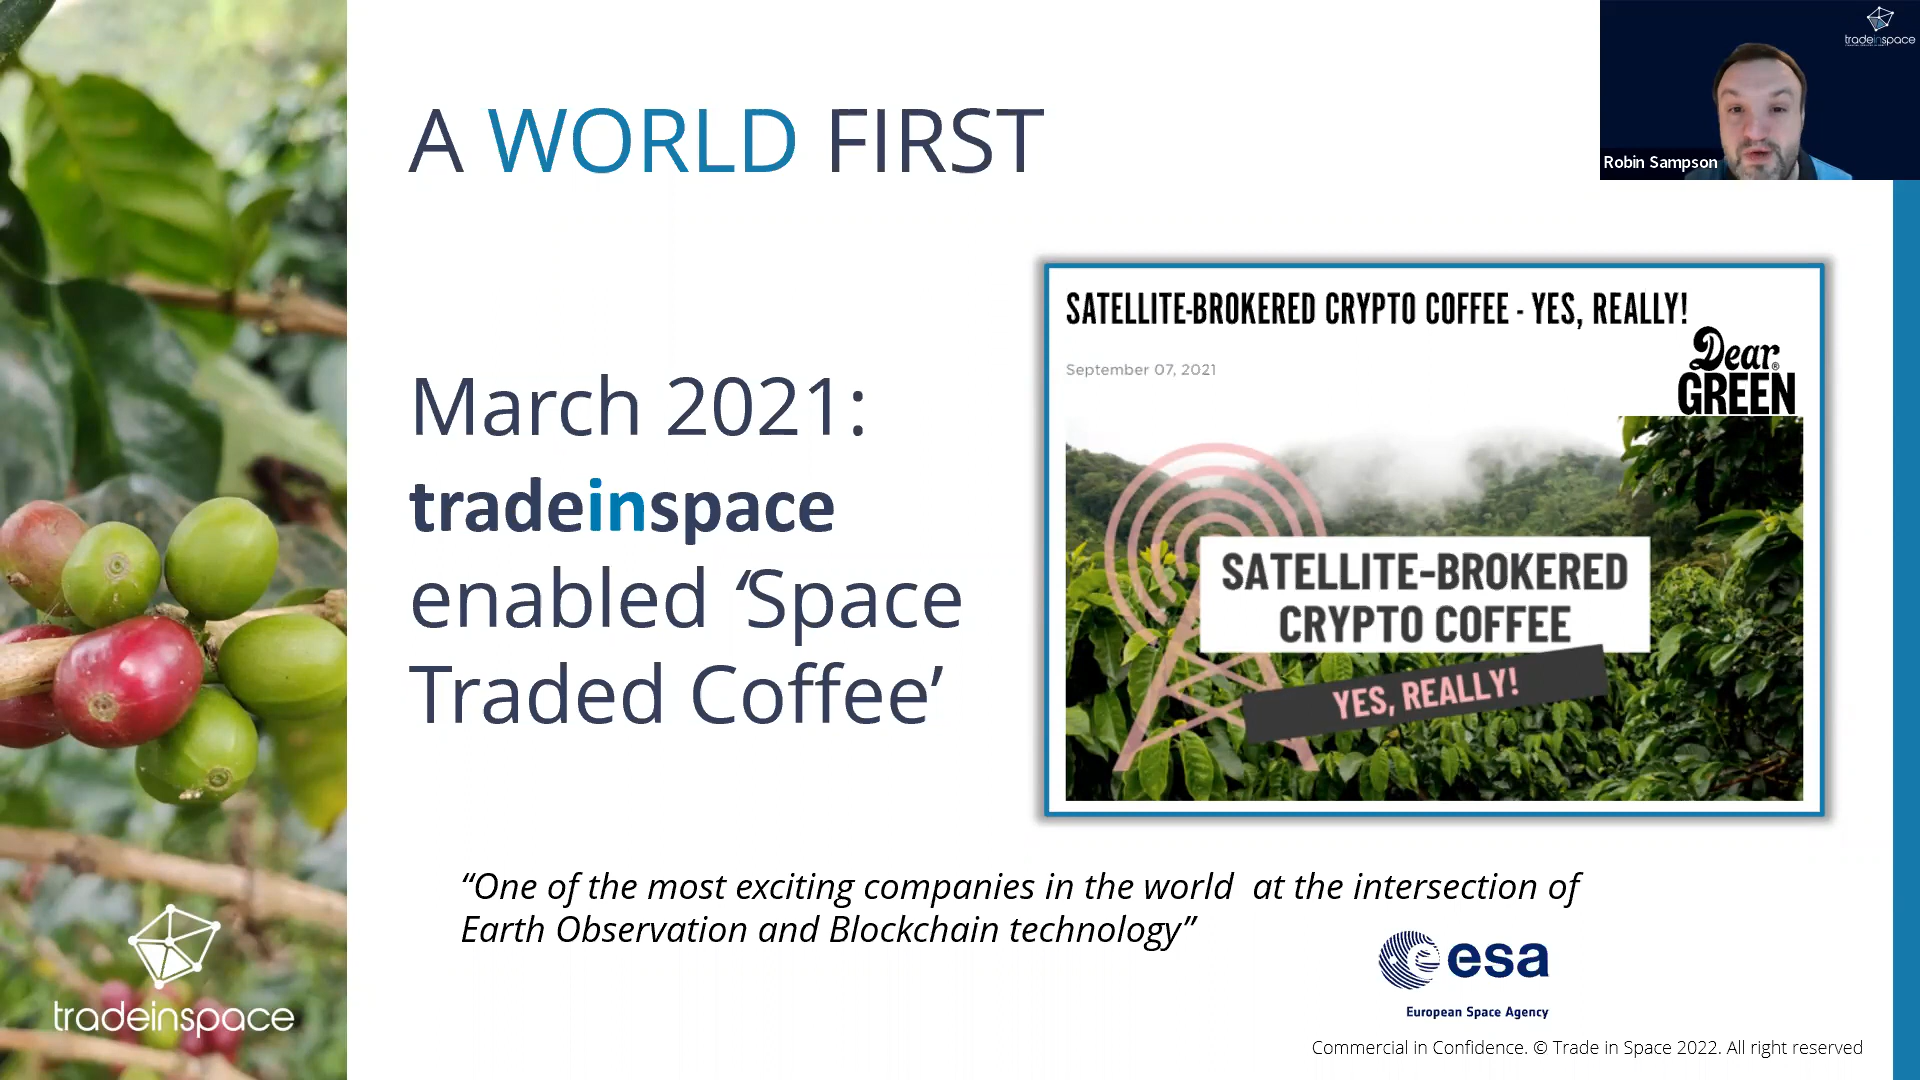 tradeinspace
Robin Sampson
A WORLD FIRST
March 2021:
tradeinspace
enabled ‘Space
Traded Coffee’
SATELLITE-BROKERED CRYPTO COFFEE - YES, REALLY!
September 07, 2021
Dear®
GREEN
SATELLITE-BROKERED
CRYPTO COFFEE
YES, REALLY!
“One of the most exciting companies in the world  at the intersection of
Earth Observation and Blockchain technology”
esa
European Space Agency
tradeinspace
Commercial in Confidence. © Trade in Space 2022. All right reserved